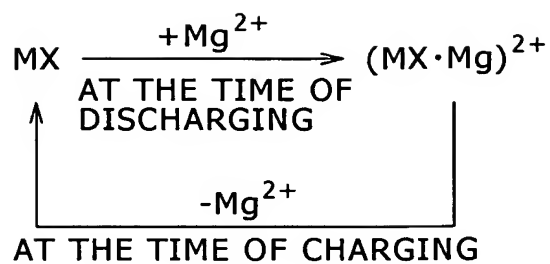 +Mg²⁺
MX (MX·Mg)²⁺
AT THE TIME OF
DISCHARGING
-Mg²⁺
AT THE TIME OF CHARGING